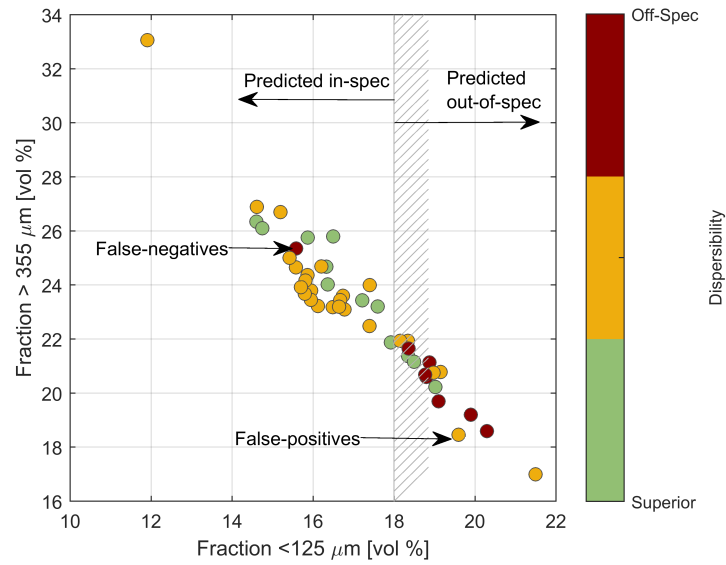 34
32
30
28
26
24
22
20
18
16
10
12
14
16
18
20
22
Fraction > 355 μm [vol %]
Fraction <125 μm [vol %]
Predicted in-spec
Predicted
out-of-spec
False-negatives
False-positives
Off-Spec
Superior
Dispersibility